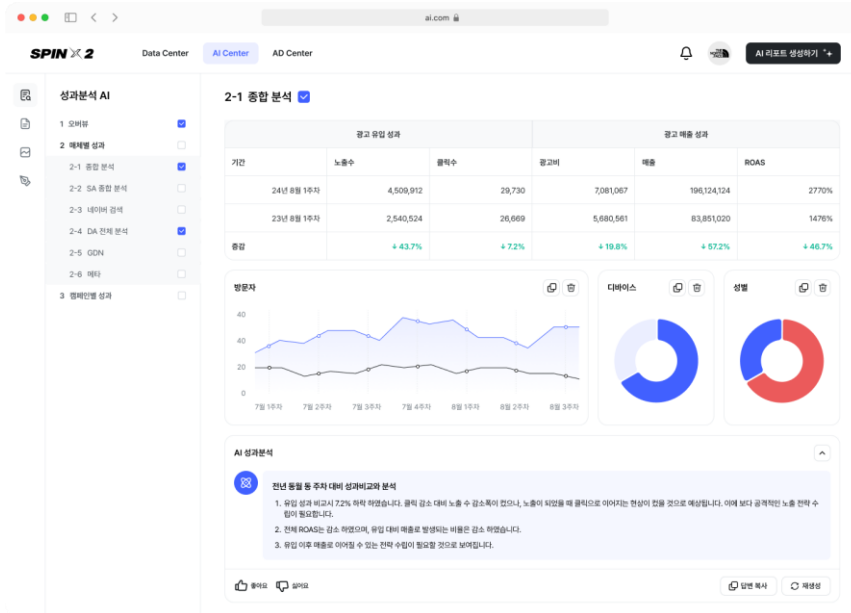 ai.com
SPIN X 2
Data Center
AI Center
AD Center
AI 리포트 생성하기
성과분석 AI
1 오버뷰
2 매체별 성과
2-1 종합 분석
2-2 SA 종합 분석
2-3 네이버 검색
2-4 DA 전체 분석
2-5 GDN
2-6 메타
3 캠페인별 성과
2-1 종합 분석
광고 유입 성과 광고 매출 성과
기간 노출수 클릭수 광고비 매출 ROAS
24년 8월 1주차 4,509,912 29,730 7,081,067 196,124,124 2770%
23년 8월 1주차 2,540,524 26,669 5,680,561 83,851,020 1476%
증감 ↓43.7% ↓7.2% ↓19.8% ↓57.2% ↓46.7%
방문자
40
40
20
0
7월 1주차 7월 2주차 7월 3주차 7월 4주차 8월 1주차 8월 2주차 8월 3주차
디바이스
성별
AI 성과분석
전년 동월 동 주차 대비 성과비교와 분석
1. 유입 성과 비교시 7.2% 하락 하였습니다. 클릭 감소 대비 노출 수 감소폭이 컸으나, 노출이 되었을 때 클릭으로 이어지는 현상이 컸을 것으로 예상됩니다. 이에 보다 공격적인 노출 전략 수
립이 필요합니다.
2. 전체 ROAS는 감소 하였으며, 유입 대비 매출로 발생되는 비율은 감소 하였습니다.
3. 유입 이후 매출로 이어질 수 있는 전략 수립이 필요할 것으로 보여집니다.
좋아요
싫어요
답변 복사
재생성